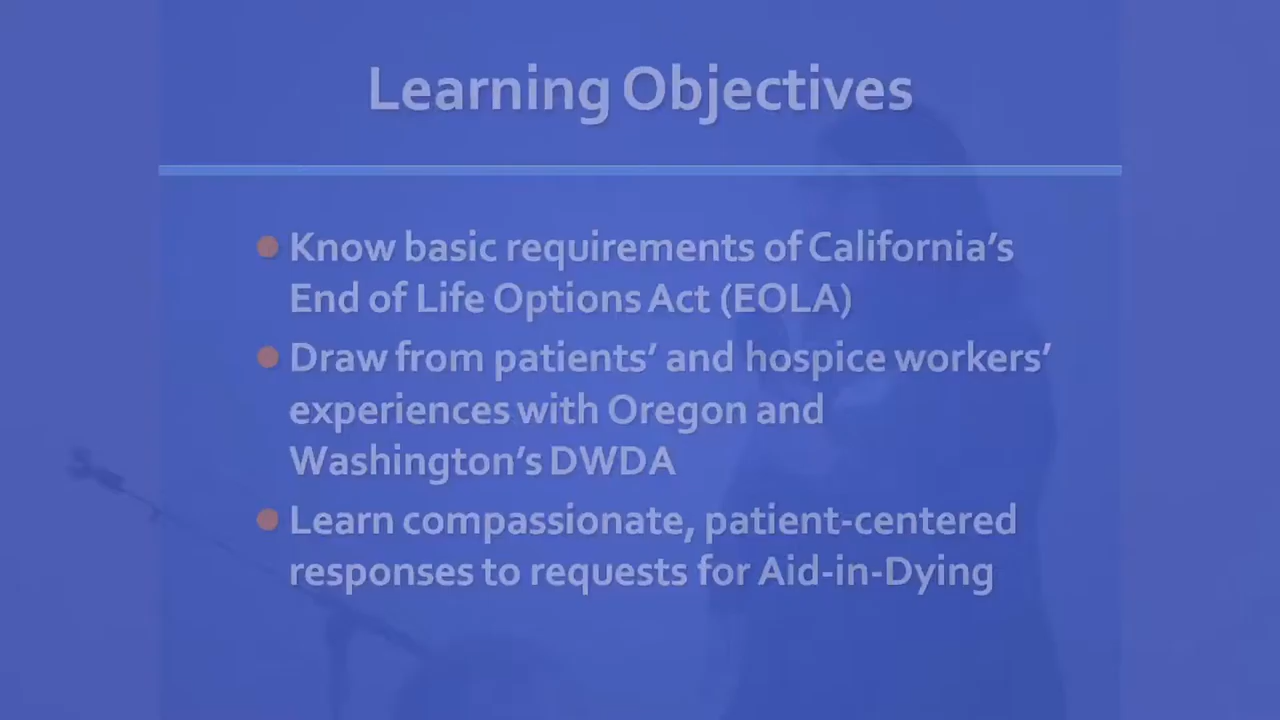 Learning Objectives
Know basic requirements of California’s
End of Life Options Act (EOLA)
Draw from patients’ and hospice workers’
experiences with Oregon and
Washington’s DWDA
Learn compassionate, patient-centered
responses to requests for Aid-in-Dying